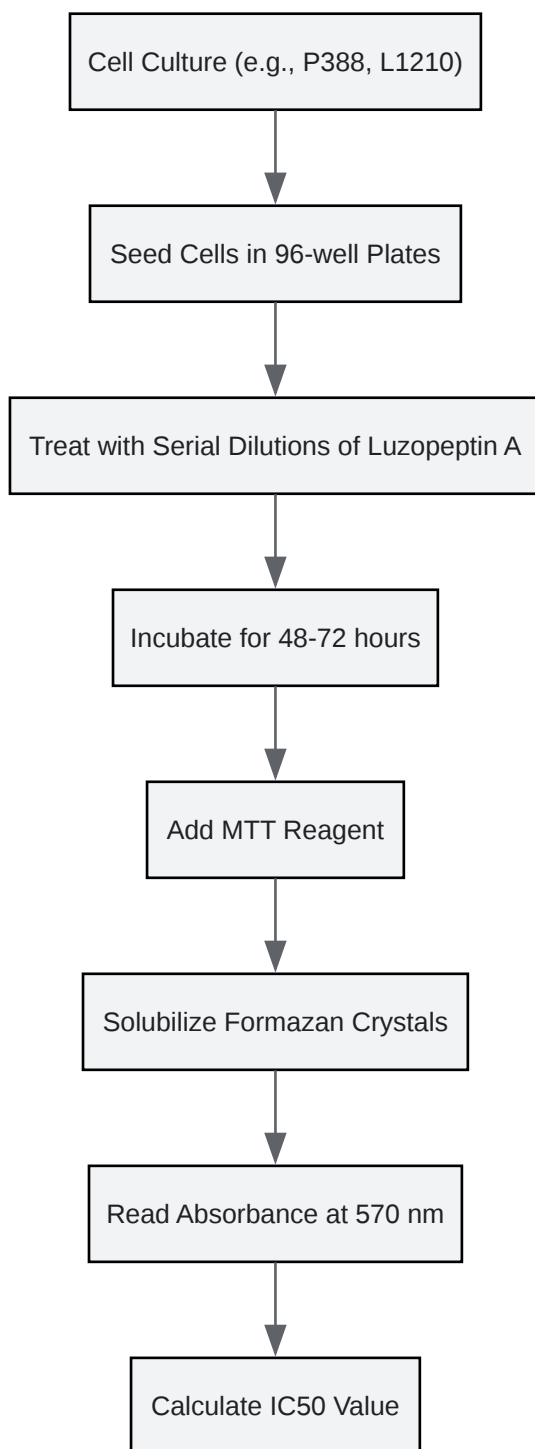 Cell Culture (e.g., P388, L1210)
Seed Cells in 96-well Plates
Treat with Serial Dilutions of Luzopeptin A
Incubate for 48-72 hours
Add MTT Reagent
Solubilize Formazan Crystals
Read Absorbance at 570 nm
Calculate IC50 Value